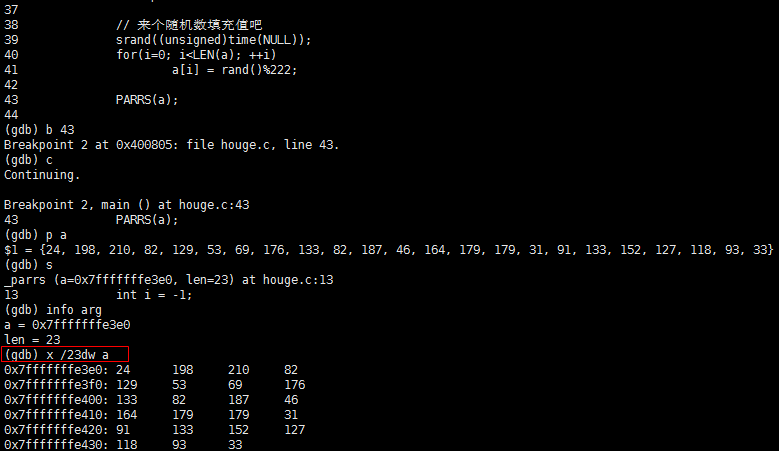 37
38 // 来个随机数填充值吧
39 srand((unsigned)time(NULL));
40 for(i=0; i<LEN(a); ++i)
41 a[i] = rand()%222;
42
43 PARRS(a);
44
(gdb) b 43
Breakpoint 2 at 0x400805: file houge.c, line 43.
(gdb) c
Continuing.
Breakpoint 2, main () at houge.c:43
43 PARRS(a);
(gdb) p a
$1 = {24, 198, 210, 82, 129, 53, 69, 176, 133, 82, 187, 46, 164, 179, 179, 31, 91, 133, 152, 127, 118, 93, 33}
(gdb) s
_parrs (a=0x7fffffffe3e0, len=23) at houge.c:13
13 int i = -1;
(gdb) info arg
a = 0x7fffffffe3e0
len = 23
(gdb) x /23dw a
0x7fffffffe3e0: 24 198 210 82
0x7fffffffe3f0: 129 53 69 176
0x7fffffffe400: 133 82 187 46
0x7fffffffe410: 164 179 179 31
0x7fffffffe420: 91 133 152 127
0x7fffffffe430: 118 93 33